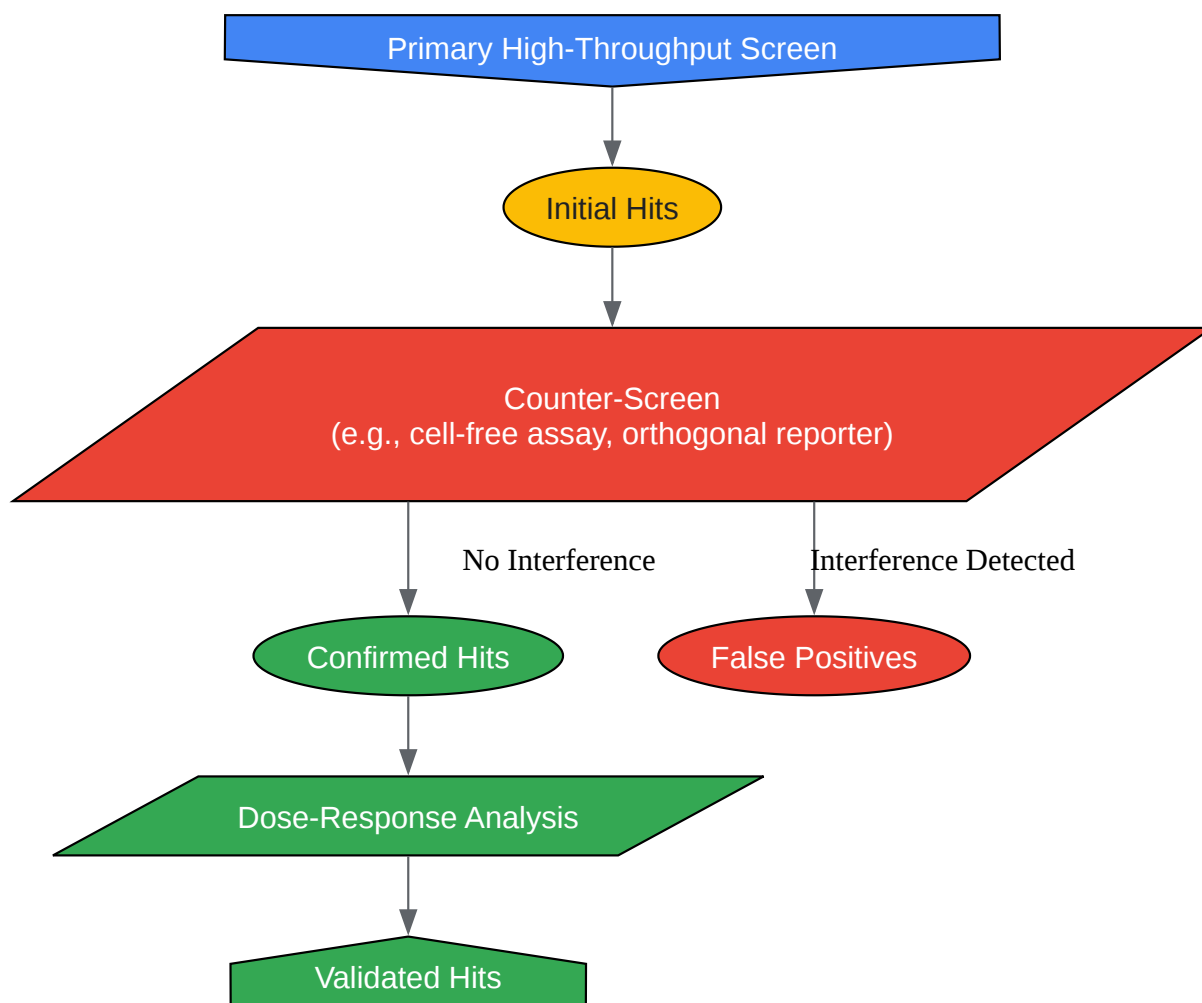 Primary High-Throughput Screen
Initial Hits
Counter-Screen
(e.g., cell-free assay, orthogonal reporter)
No Interference
Interference Detected
Confirmed Hits
False Positives
Dose-Response Analysis
Validated Hits